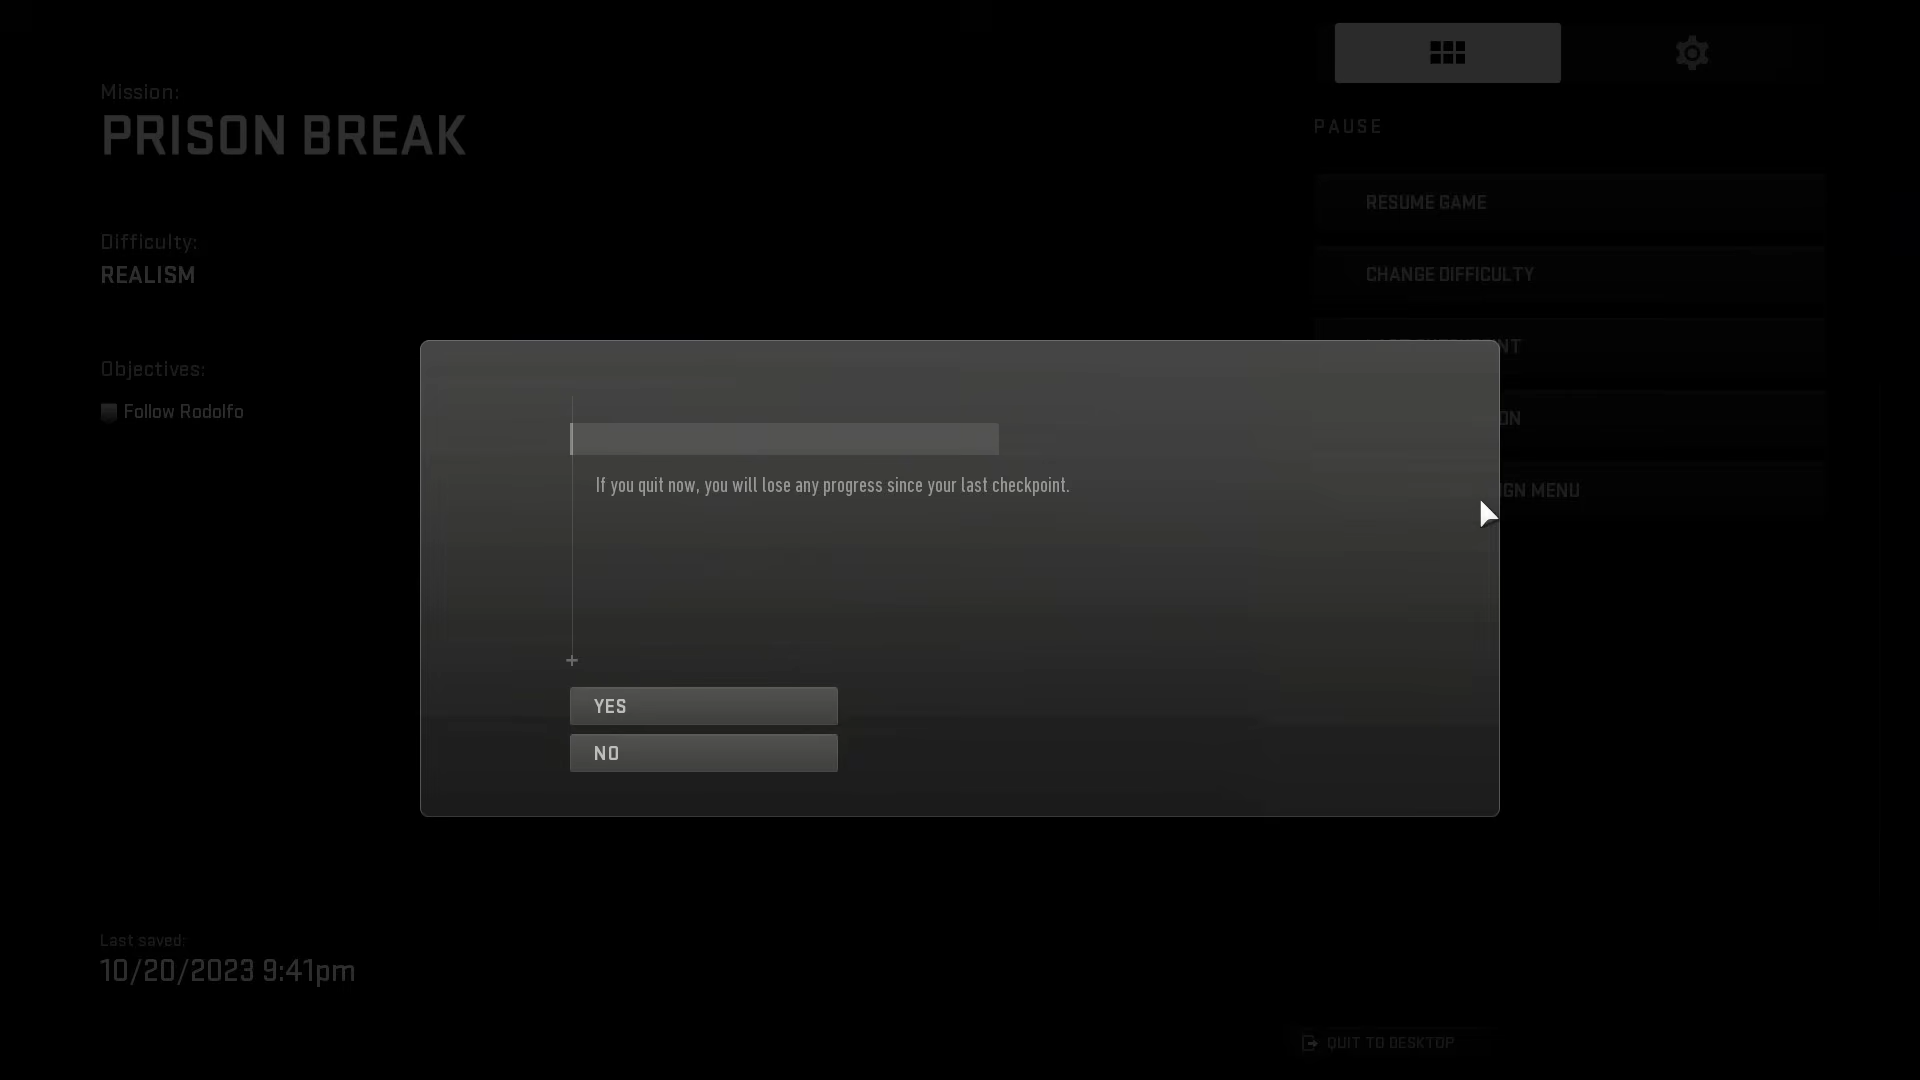 Mission:
PRISON BREAK
Difficulty:
REALISM
Objectives:
Follow Rodolfo
PAUSE
RESUME GAME
CHANGE DIFFICULTY
If you quit now, you will lose any progress since your last checkpoint.
YES
NO
MENU
Last saved:
10/20/2023 9:41pm
QUIT TO DESKTOP